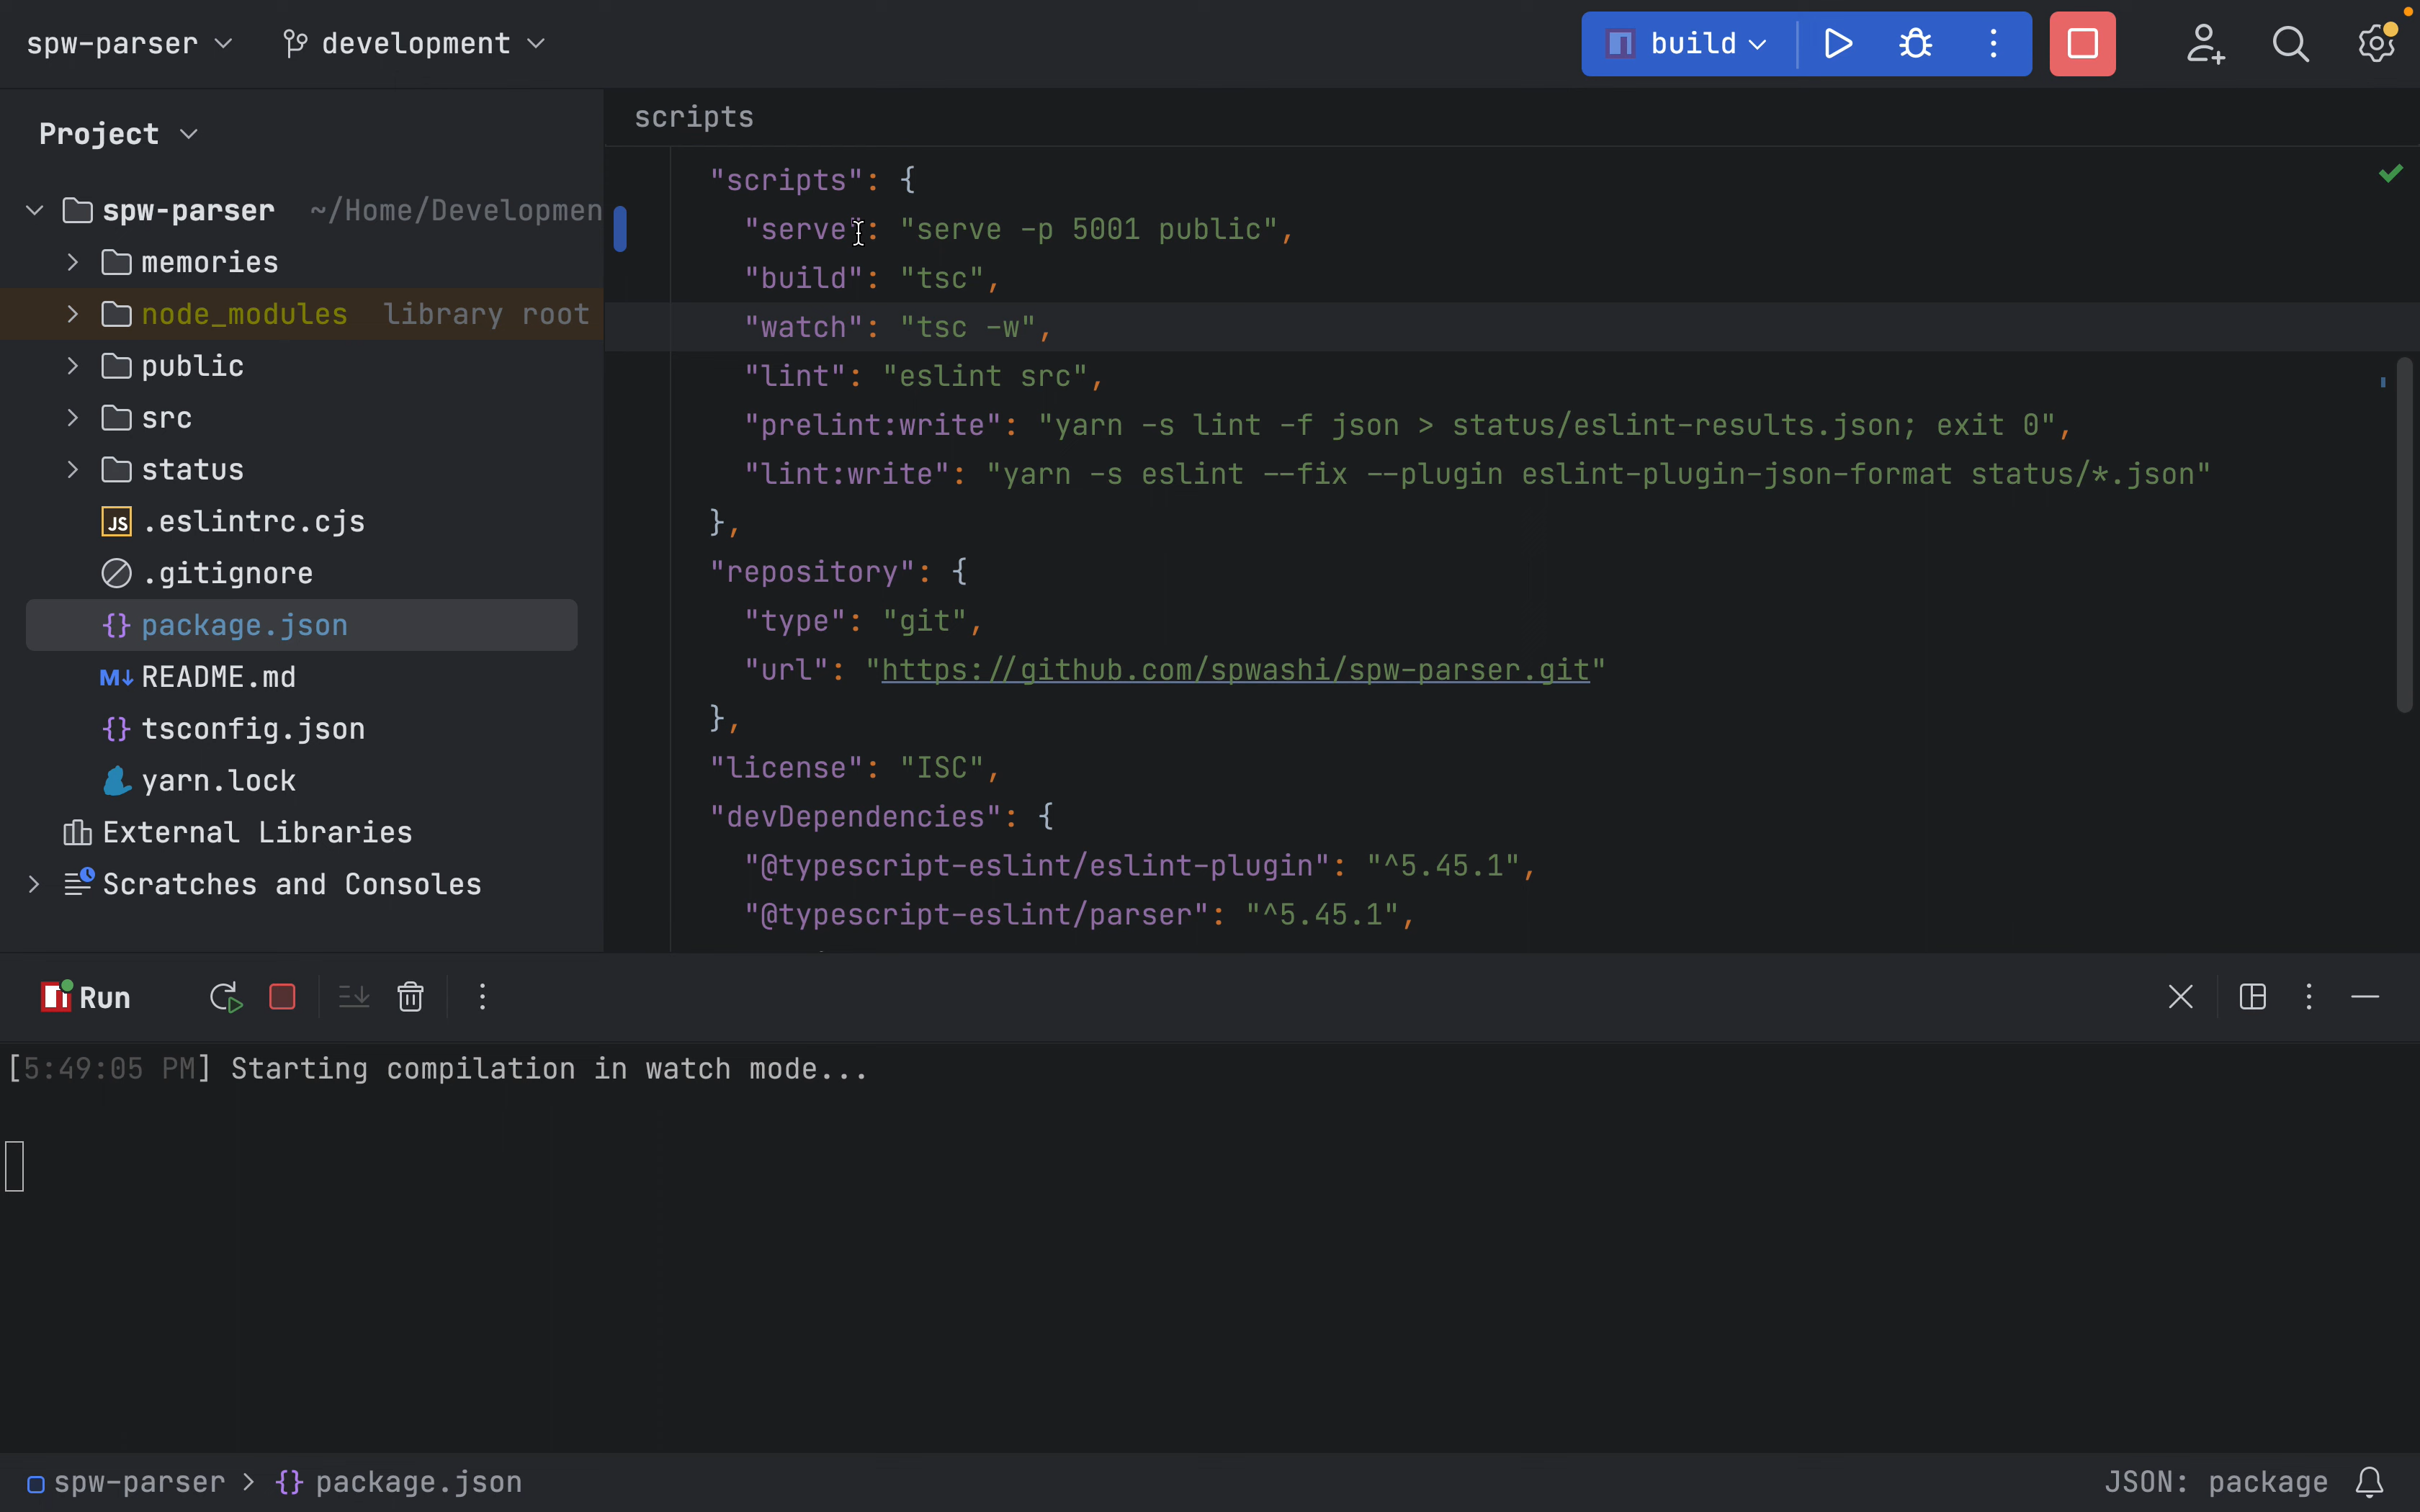 spw-parser
development
build
Project
spw-parser ~/Home/Developmen
memories
node_modules library root
public
src
status
JS .eslintrc.cjs
.gitignore
{} package.json
M↓ README.md
{} tsconfig.json
yarn.lock
External Libraries
Scratches and Consoles
scripts
"scripts": {
"serve": "serve -p 5001 public",
"build": "tsc",
"watch": "tsc -w",
"lint": "eslint src",
"prelint:write": "yarn -s lint -f json > status/eslint-results.json; exit 0",
"lint:write": "yarn -s eslint --fix --plugin eslint-plugin-json-format status/*.json"
},
"repository": {
"type": "git",
"url": "https://github.com/spwashi/spw-parser.git"
},
"license": "ISC",
"devDependencies": {
"@typescript-eslint/eslint-plugin": "^5.45.1",
"@typescript-eslint/parser": "^5.45.1",
Run
[5:49:05 PM] Starting compilation in watch mode...
spw-parser > {} package.json
JSON: package